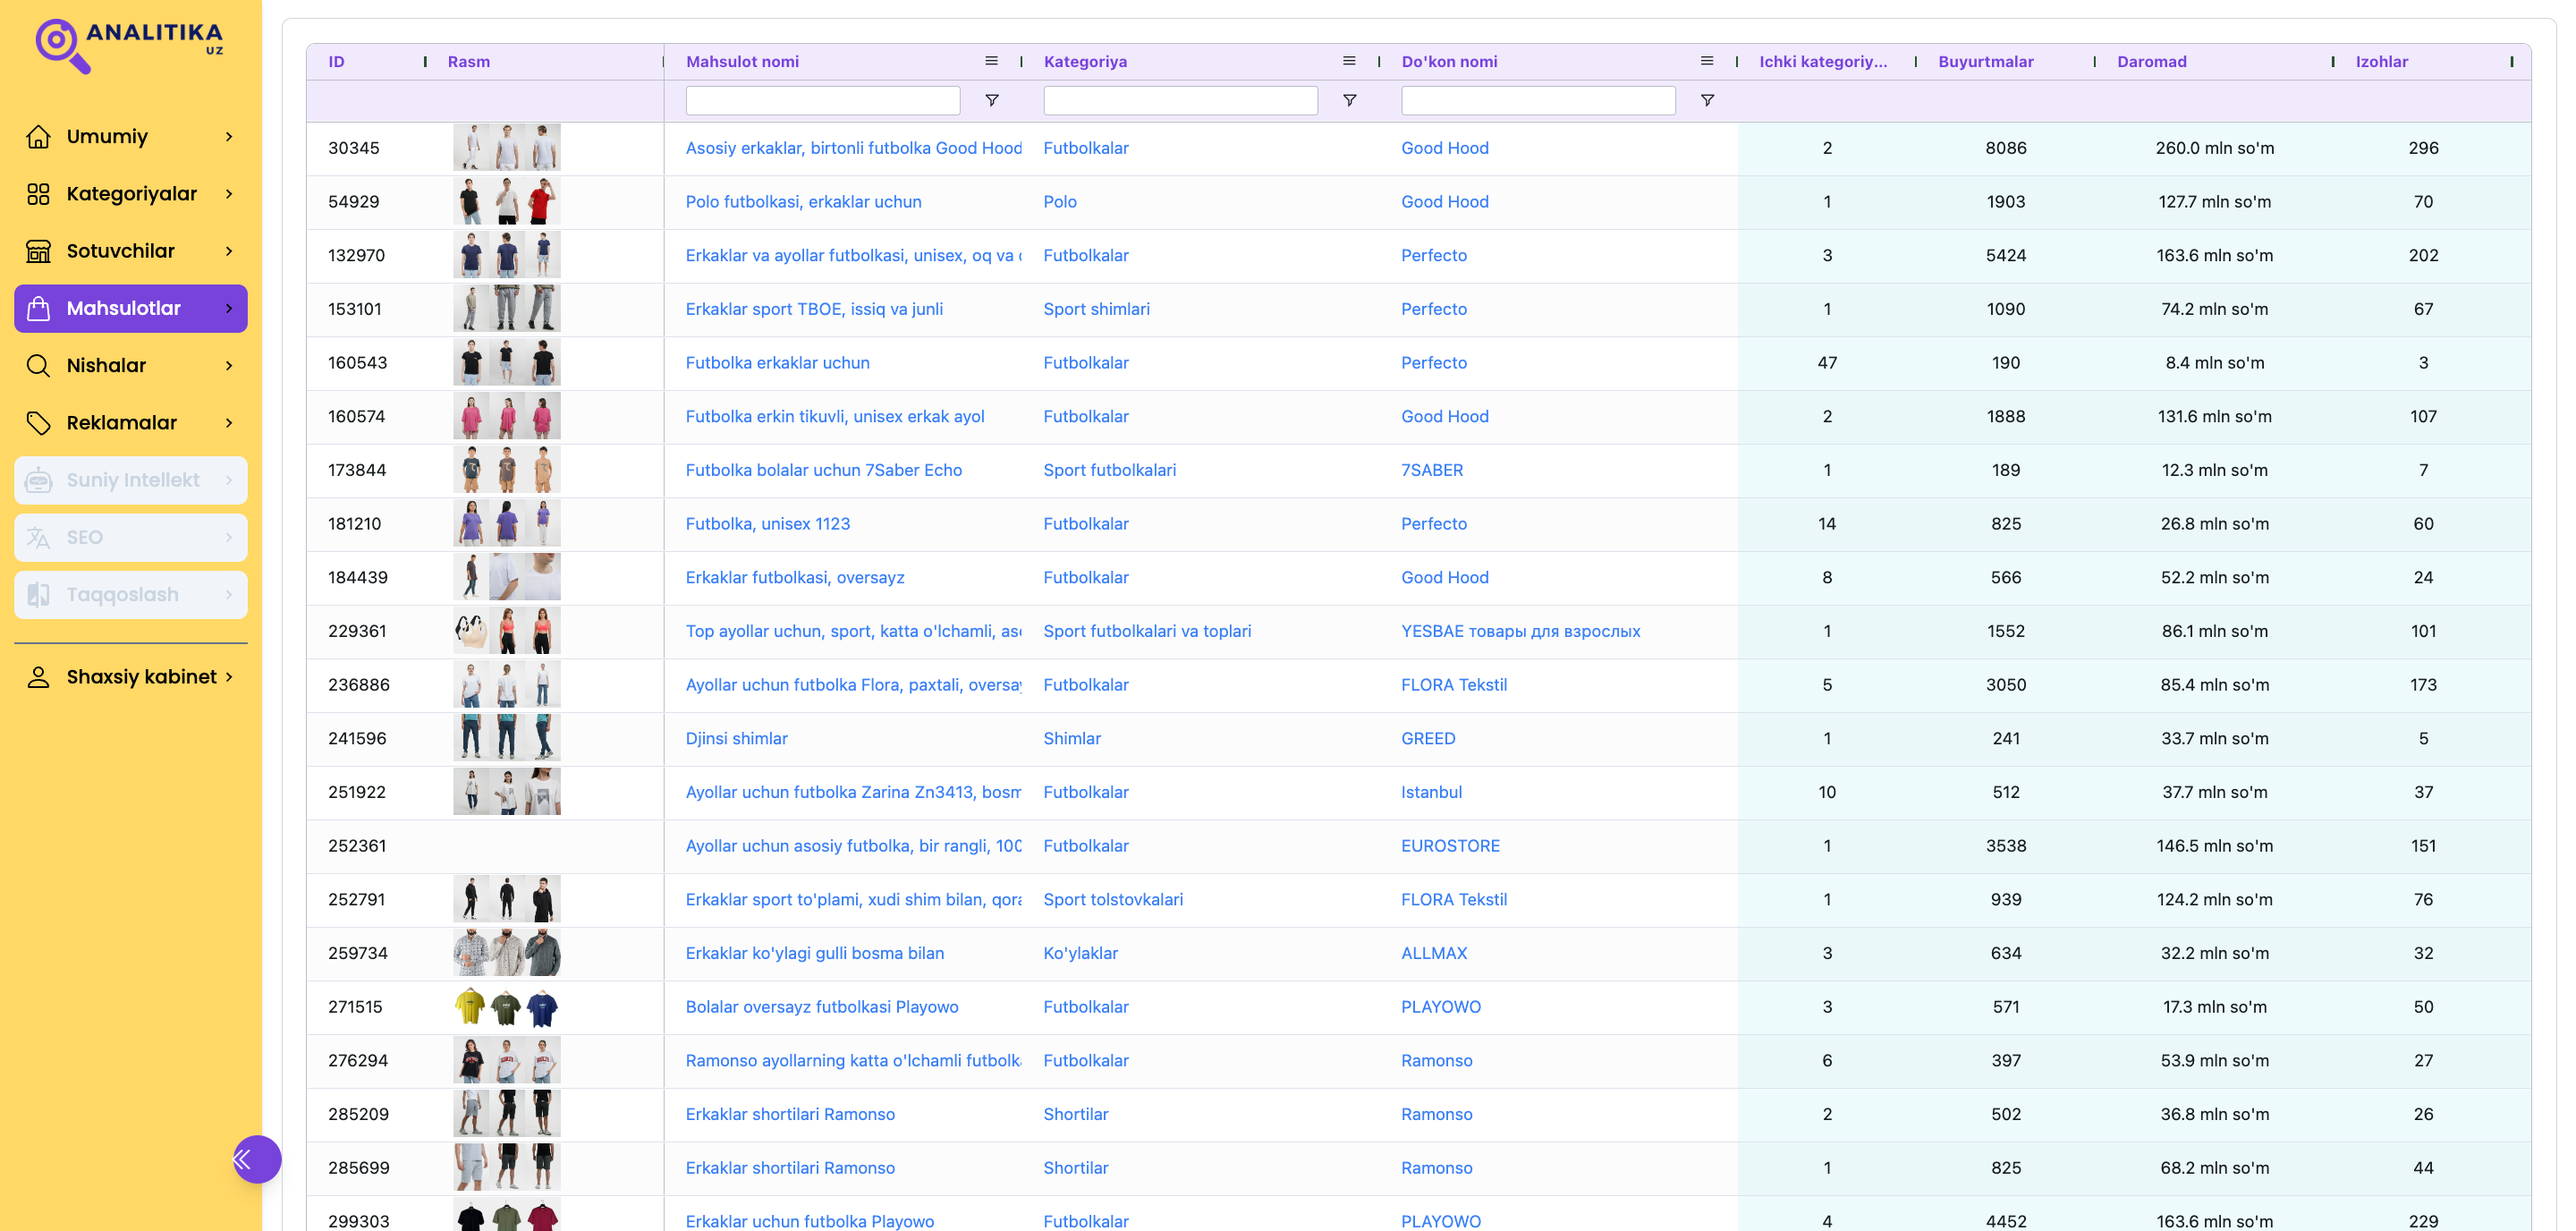 ANALITIKA
UZ
Umumiy
Kategoriyalar
Sotuvchilar
Mahsulotlar
Nishalar
Reklamalar
Suniy Intellekt
SEO
Taqqoslash
Shaxsiy kabinet
ID Rasm Mahsulot nomi Kategoriya Do'kon nomi Ichki kategoriy... Buyurtmalar Daromad Izohlar
30345 Asosiy erkaklar, birtonli futbolka Good Hood Futbolkalar Good Hood 2 8086 260.0 mln so'm 296
54929 Polo futbolkasi, erkaklar uchun Polo Good Hood 1 1903 127.7 mln so'm 70
132970 Erkaklar va ayollar futbolkasi, unisex, oq va Futbolkalar Perfecto 3 5424 163.6 mln so'm 202
153101 Erkaklar sport ТВОЕ, issiq va junli Sport shimlari Perfecto 1 1090 74.2 mln so'm 67
160543 Futbolka erkaklar uchun Futbolkalar Perfecto 47 190 8.4 mln so'm 3
160574 Futbolka erkin tikuvli, unisex erkak ayol Futbolkalar Good Hood 2 1888 131.6 mln so'm 107
173844 Futbolka bolalar uchun 7Saber Echo Sport futbolkalari 7SABER 1 189 12.3 mln so'm 7
181210 Futbolka, unisex 1123 Futbolkalar Perfecto 14 825 26.8 mln so'm 60
184439 Erkaklar futbolkasi, oversayz Futbolkalar Good Hood 8 566 52.2 mln so'm 24
229361 Top ayollar uchun, sport, katta o'lchamli, Sport futbolkalari va toplari YESBAE товары для взрослых 1 1552 86.1 mln so'm 101
236886 Ayollar uchun futbolka Flora, paxtali, oversay Futbolkalar FLORA Tekstil 5 3050 85.4 mln so'm 173
241596 Djinsi shimlar Shimlar GREED 1 241 33.7 mln so'm 5
251922 Ayollar uchun futbolka Zarina Zn3413, bosm Futbolkalar Istanbul 10 512 37.7 mln so'm 37
252361 Ayollar uchun asosiy futbolka, bir rangli, 100 Futbolkalar EUROSTORE 1 3538 146.5 mln so'm 151
252791 Erkaklar sport to'plami, xudi shim bilan, qora Sport tolstovkalari FLORA Tekstil 1 939 124.2 mln so'm 76
259734 Erkaklar ko'ylagi gulli bosma bilan Ko'ylaklar ALLMAX 3 634 32.2 mln so'm 32
271515 Bolalar oversayz futbolkasi Playowo Futbolkalar PLAYOWO 3 571 17.3 mln so'm 50
276294 Ramonso ayollarning katta o'lchamli futbolk Futbolkalar Ramonso 6 397 53.9 mln so'm 27
285209 Erkaklar shortilari Ramonso Shortilar Ramonso 2 502 36.8 mln so'm 26
285699 Erkaklar shortilari Ramonso Shortilar Ramonso 1 825 68.2 mln so'm 44
299303 Erkaklar uchun futbolka Playowo Futbolkalar PLAYOWO 4 4452 163.6 mln so'm 229